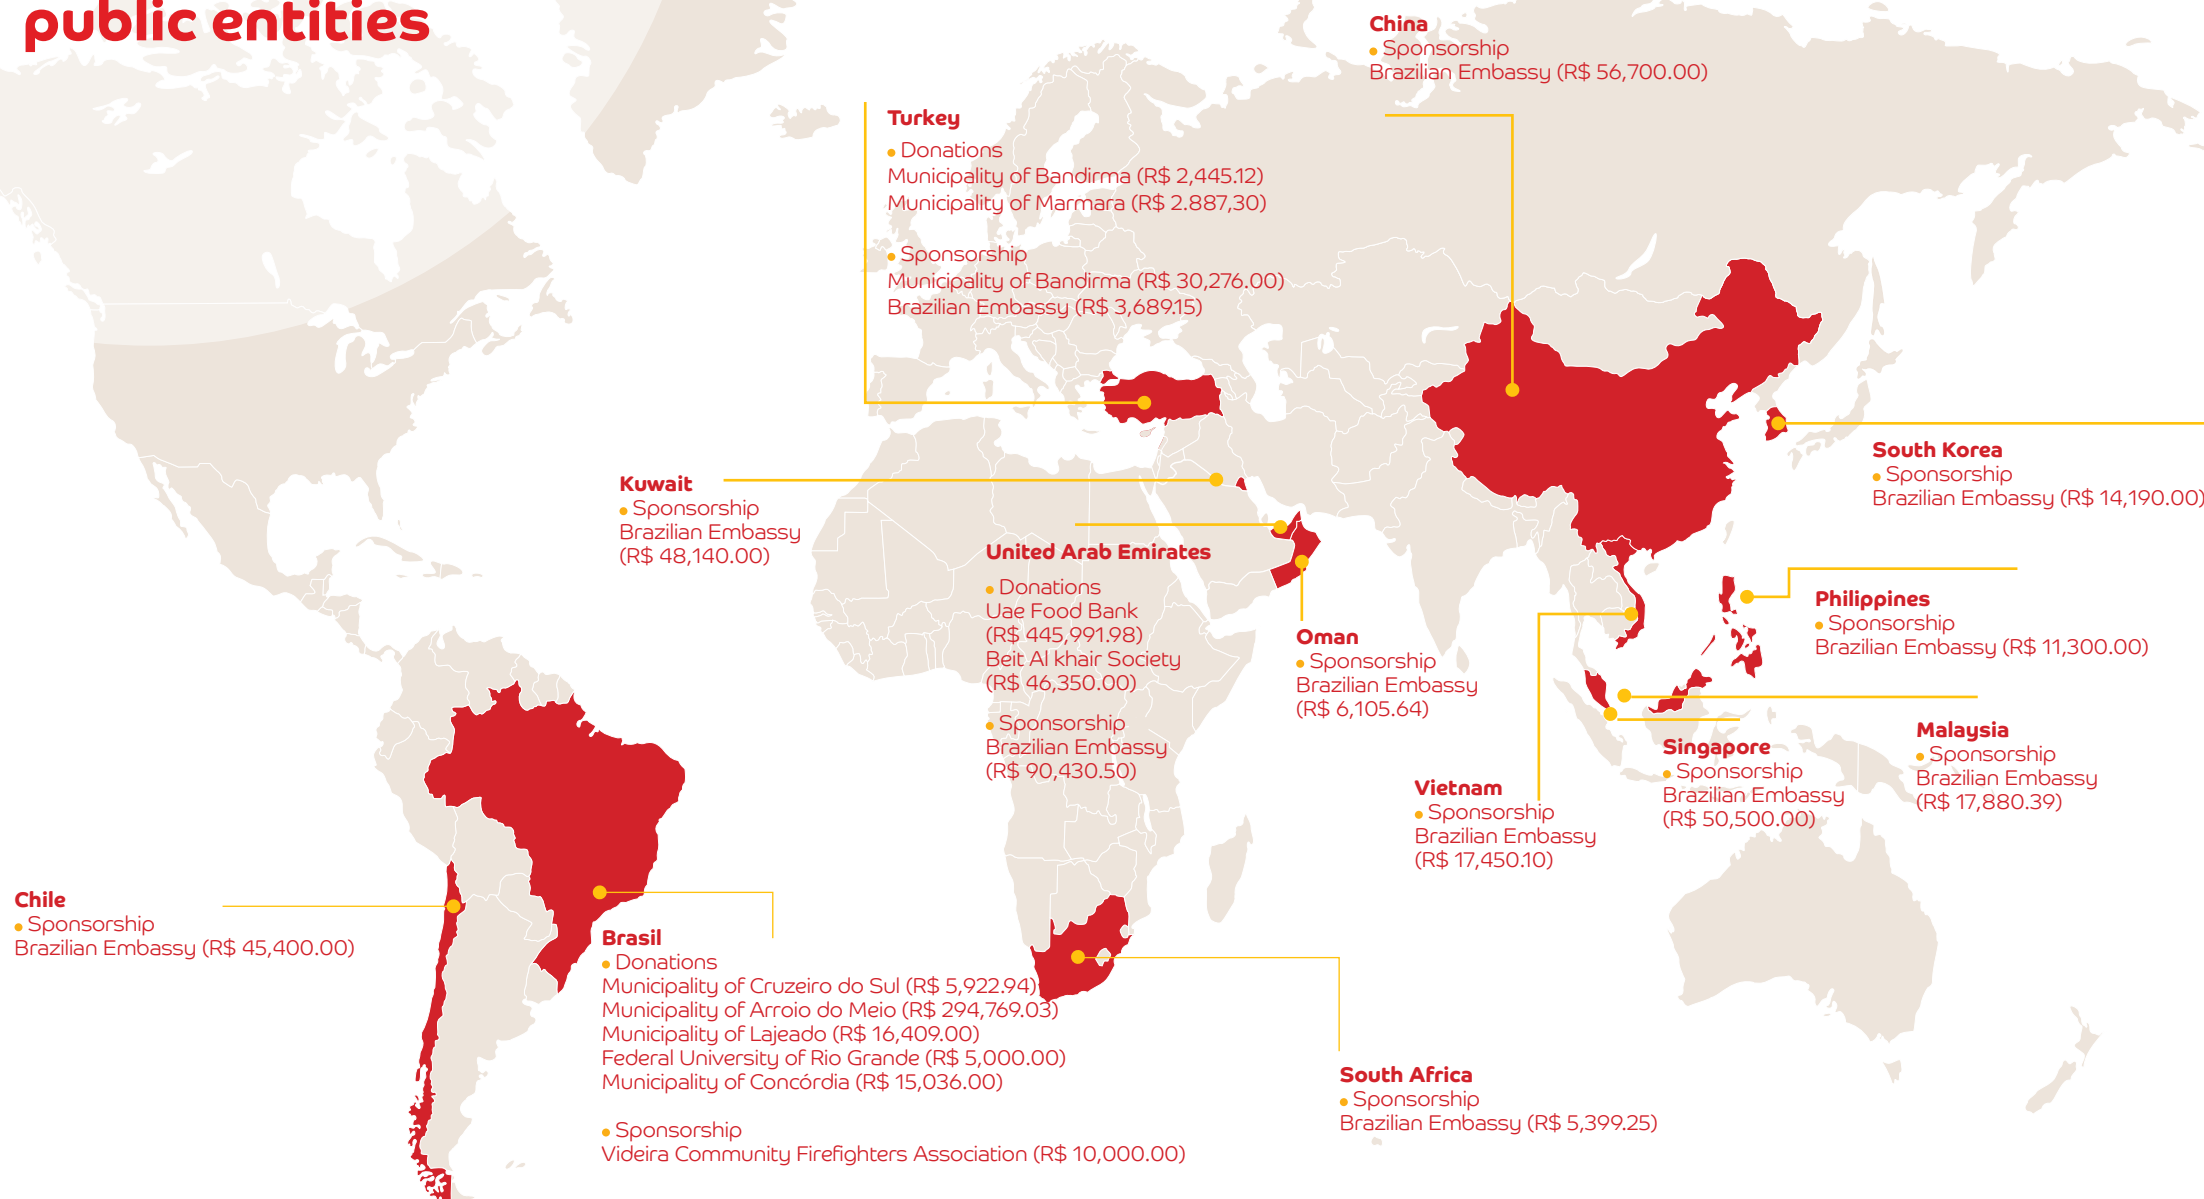 public entities
China
• Sponsorship
Brazilian Embassy (R$ 56,700.00)
Turkey
• Donations
Municipality of Bandirma (R$ 2,445.12)
Municipality of Marmara (R$ 2.887,30)
• Sponsorship
Municipality of Bandirma (R$ 30,276.00)
Brazilian Embassy (R$ 3,689.15)
South Korea
• Sponsorship
Brazilian Embassy (R$ 14,190.00)
Kuwait
• Sponsorship
Brazilian Embassy
(R$ 48,140.00)
United Arab Emirates
• Donations
Uae Food Bank
(R$ 445,991.98)
Beit Al khair Society
(R$ 46,350.00)
• Sponsorship
Brazilian Embassy
(R$ 90,430.50)
Oman
• Sponsorship
Brazilian Embassy
(R$ 6,105.64)
Philippines
• Sponsorship
Brazilian Embassy (R$ 11,300.00)
Malaysia
• Sponsorship
Brazilian Embassy
(R$ 17,880.39)
Singapore
• Sponsorship
Brazilian Embassy
(R$ 50,500.00)
Vietnam
• Sponsorship
Brazilian Embassy
(R$ 17,450.10)
Chile
• Sponsorship
Brazilian Embassy (R$ 45,400.00)
Brasil
• Donations
Municipality of Cruzeiro do Sul (R$ 5,922.94)
Municipality of Arroio do Meio (R$ 294,769.03)
Municipality of Lajeado (R$ 16,409.00)
Federal University of Rio Grande (R$ 5,000.00)
Municipality of Concórdia (R$ 15,036.00)
• Sponsorship
Videira Community Firefighters Association (R$ 10,000.00)
South Africa
• Sponsorship
Brazilian Embassy (R$ 5,399.25)